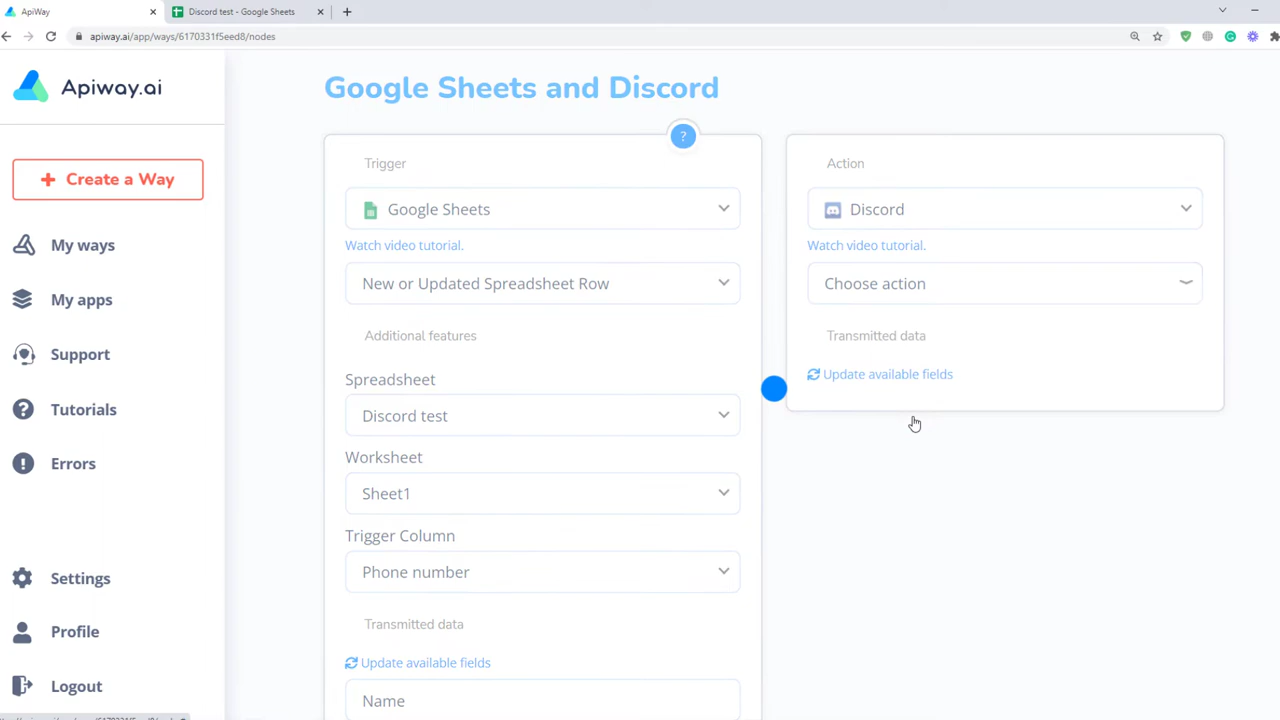 ApiWay
Discord test - Google Sheets
apiway.ai/app/ways/6170331f5eed8/nodes
Apiway.ai
Create a Way
My ways
My apps
Support
Tutorials
Errors
Settings
Profile
Logout
Google Sheets and Discord
?
Trigger
Google Sheets
Watch video tutorial.
New or Updated Spreadsheet Row
Additional features
Spreadsheet
Discord test
Worksheet
Sheet1
Trigger Column
Phone number
Transmitted data
Update available fields
Name
Action
Discord
Watch video tutorial.
Choose action
Transmitted data
Update available fields